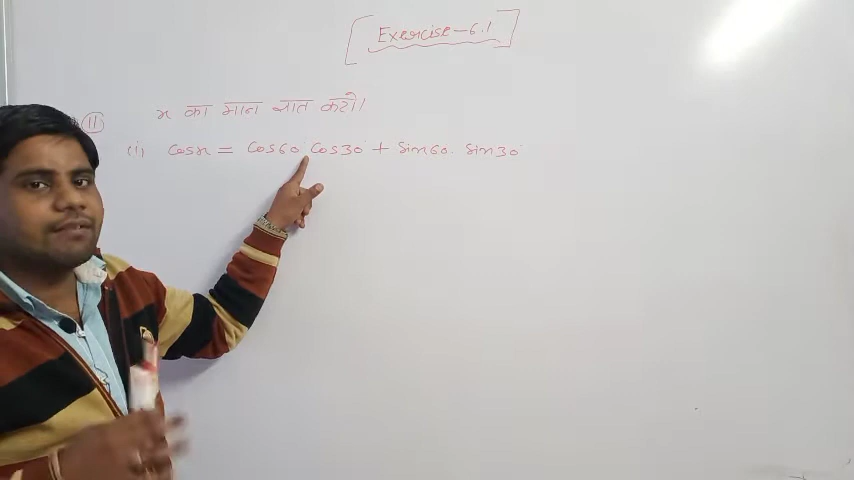 [Exercise-6.1]
11 x का मान ज्ञात करो।
(i) Cosx = Cos60 Cos30° + Sin60. Sin30°